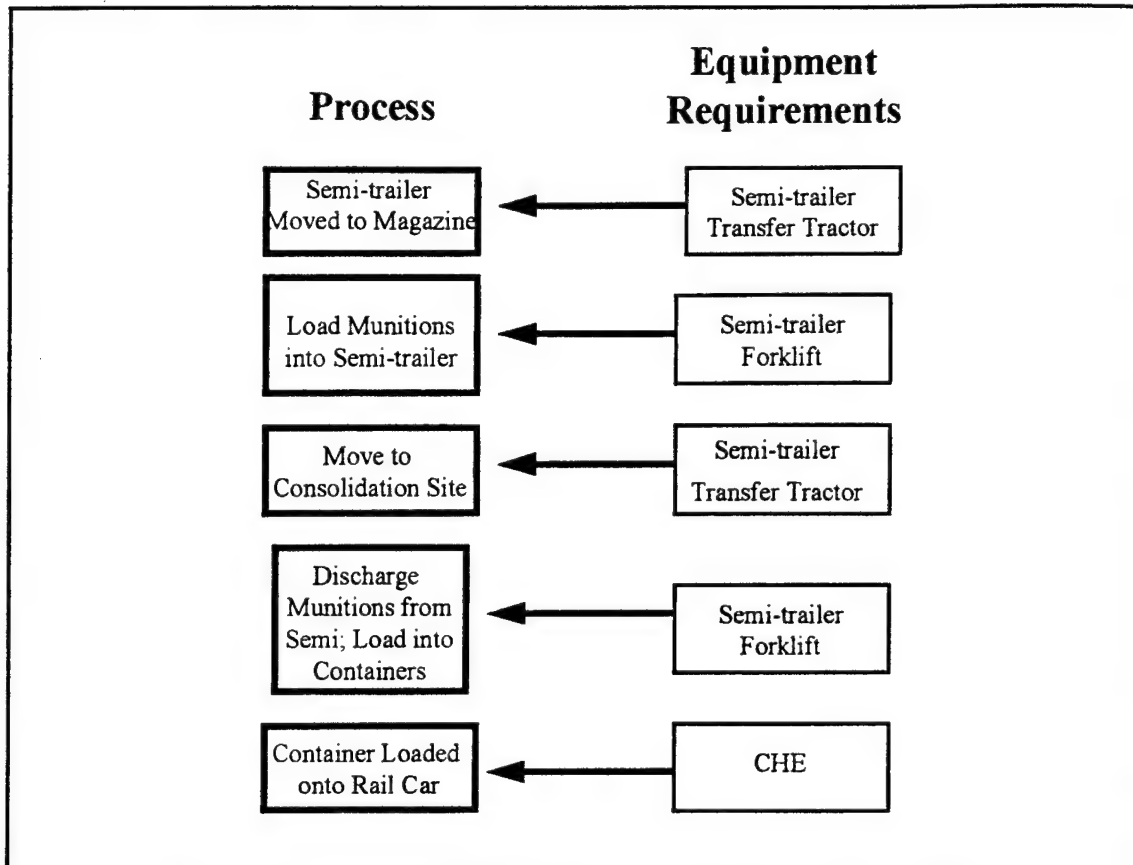 Process
Equipment
Requirements
Semi-trailer
Moved to Magazine
Semi-trailer
Transfer Tractor
Load Munitions
into Semi-trailer
Semi-trailer
Forklift
Move to
Consolidation Site
Semi-trailer
Transfer Tractor
Discharge
Munitions from
Semi; Load into
Containers
Semi-trailer
Forklift
Container Loaded
onto Rail Car
CHE